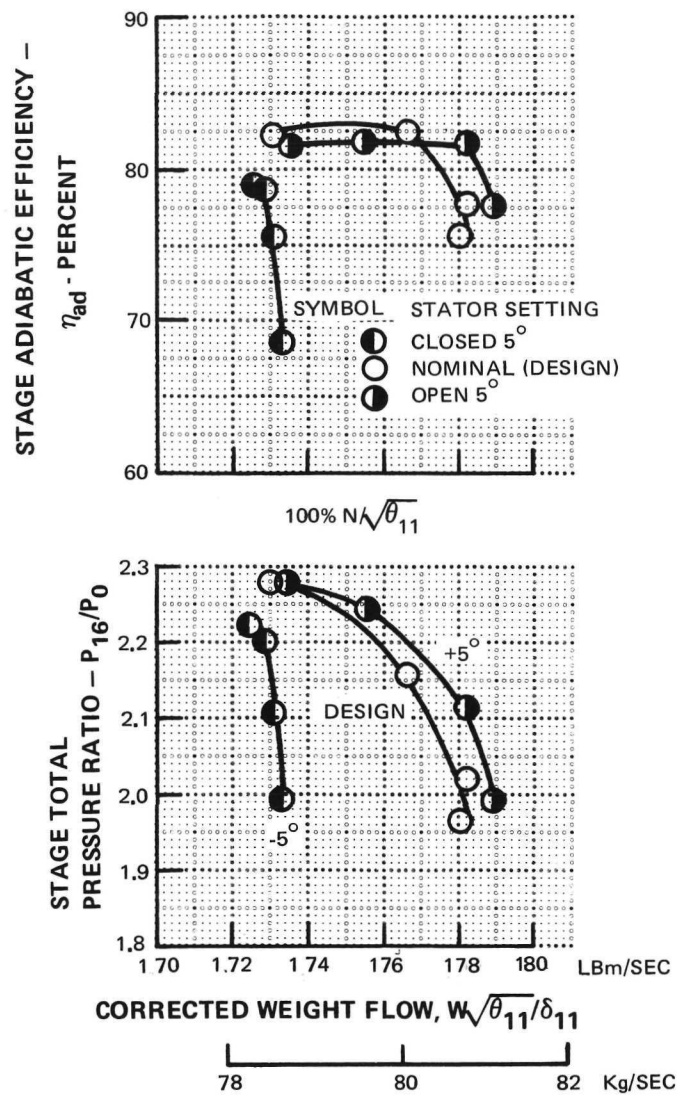 STAGE ADIABATIC EFFICIENCY –
ηad - PERCENT
90
80
70
60
SYMBOL STATOR SETTING
CLOSED 5°
NOMINAL (DESIGN)
OPEN 5°
100% N/√θ11
STAGE TOTAL
PRESSURE RATIO – P16/P0
2.3
2.2
2.1
2.0
1.9
1.8
+5°
DESIGN
-5°
1.70 1.72 1.74 176 178 180 LBm/SEC
CORRECTED WEIGHT FLOW, W√θ11/δ11
78 80 82 Kg/SEC